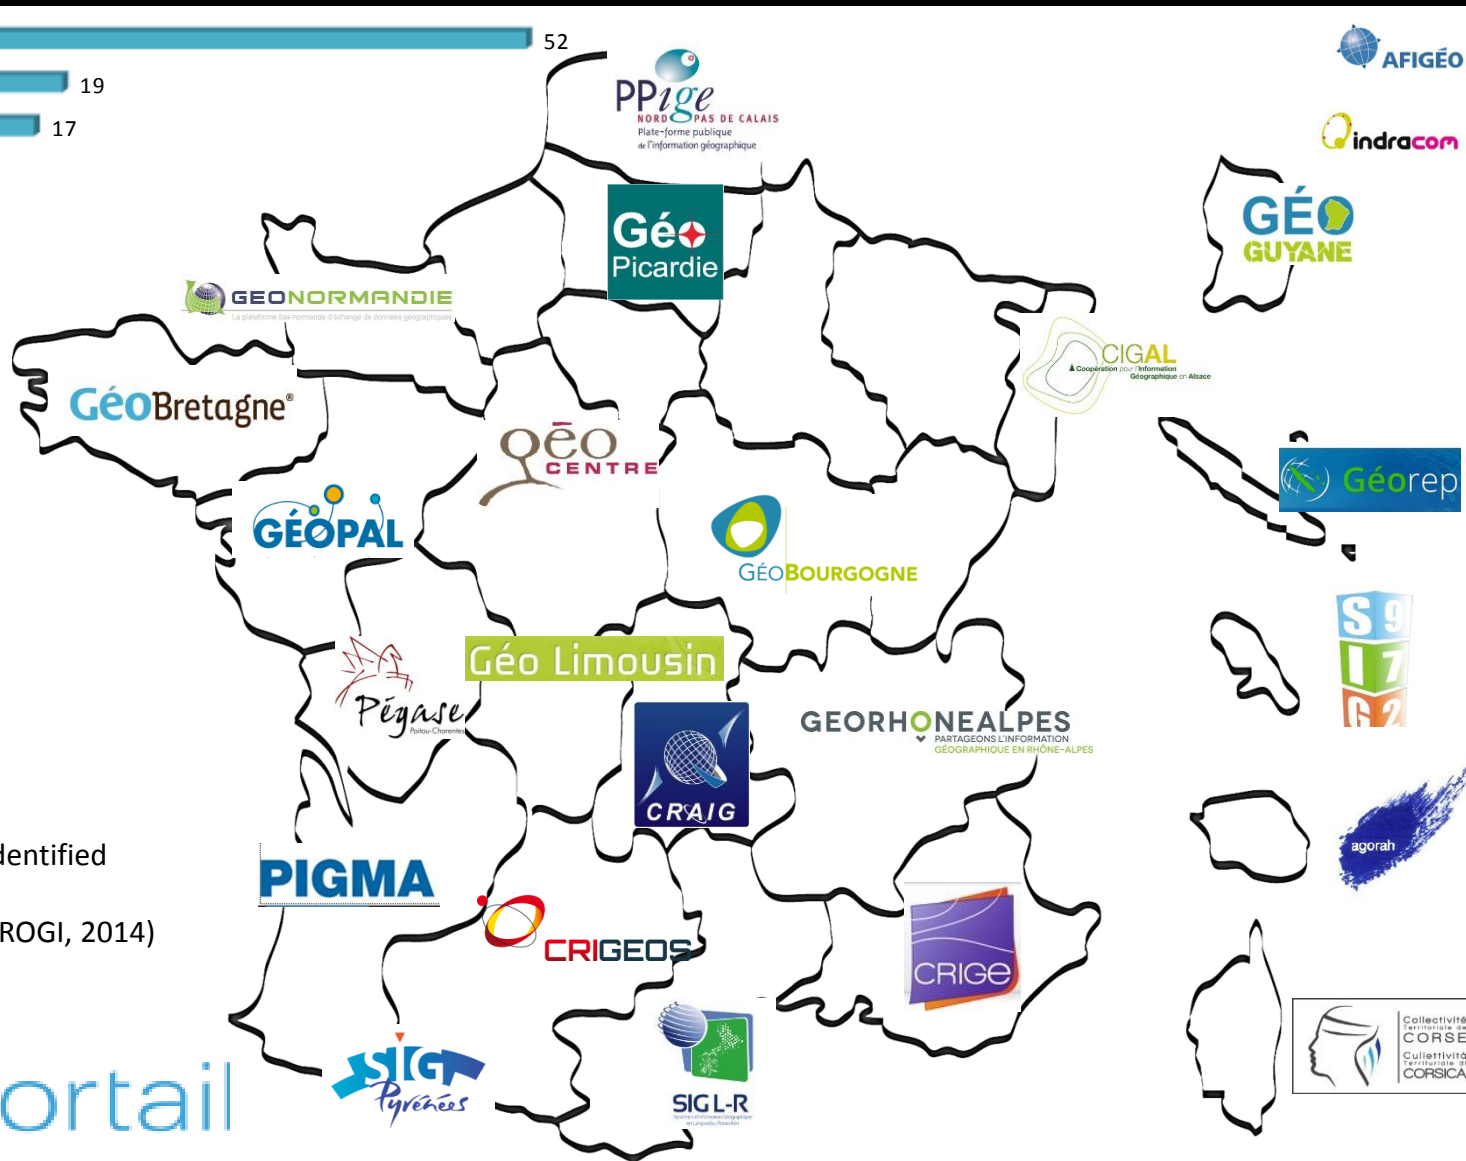 52
19
17
PPige
NORD PAS DE CALAIS
Plate-forme publique
de l'information géographique
AFIGÉO
indracom
GÉO
GUYANE
Géo
Picardie
GEONORMANDIE
La plateforme bas-normande d'échange de données géographiques
CIGAL
Coopération pour l'Information
Géographique en Alsace
GéoBretagne®
géo
CENTRE
Géorep
GÉOPAL
GÉOBOURGOGNE
S 9
I 7
G 2
Géo Limousin
Pégase
Poitou-Charentes
GEORHONEALPES
PARTAGEONS L'INFORMATION
GÉOGRAPHIQUE EN RHÔNE-ALPES
CRAIG
agorah
dentified
PIGMA
ROGI, 2014)
CRIGEOS
CRIGE
Collectivité
Territoriale de
CORSE
Cullettività
Territuriale di
CORSICA
ortail
SIG
Pyrénées
SIG L-R